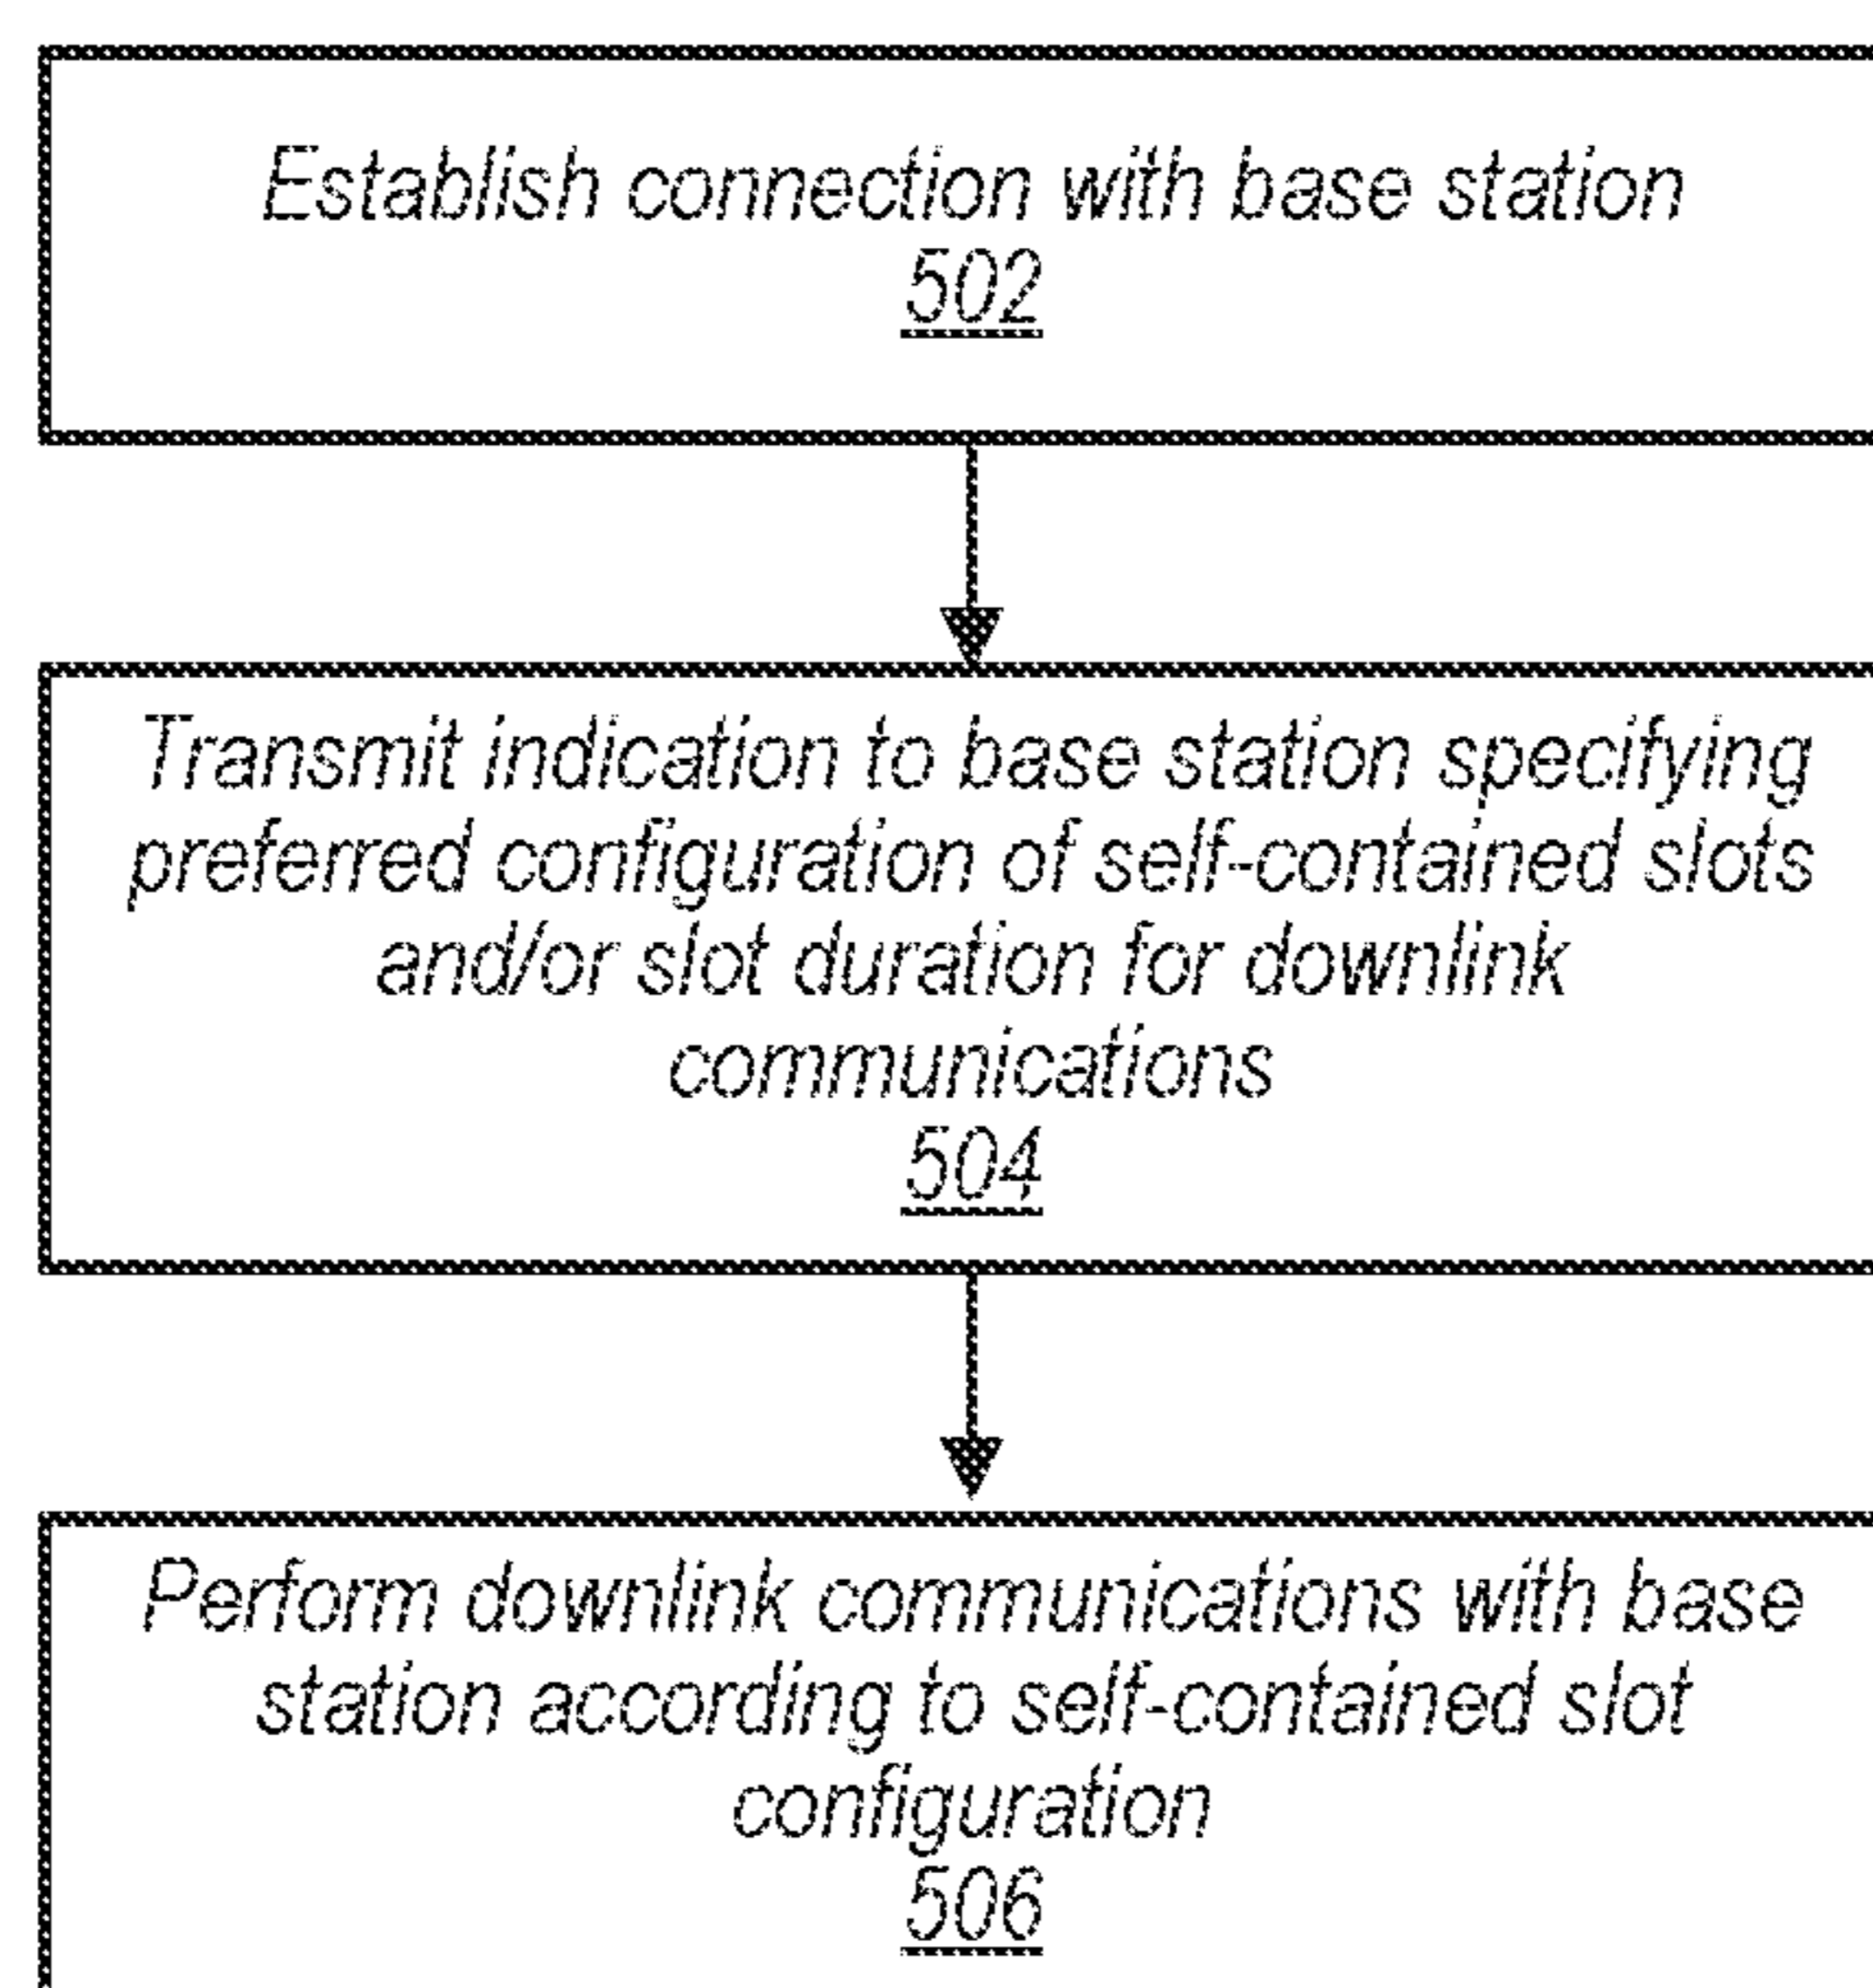 Establish connection with base station
502
Transmit indication to base station specifying
preferred configuration of self-contained slots
and/or slot duration for downlink
communications
504
Perform downlink communications with base
station according to self-contained slot
configuration
506